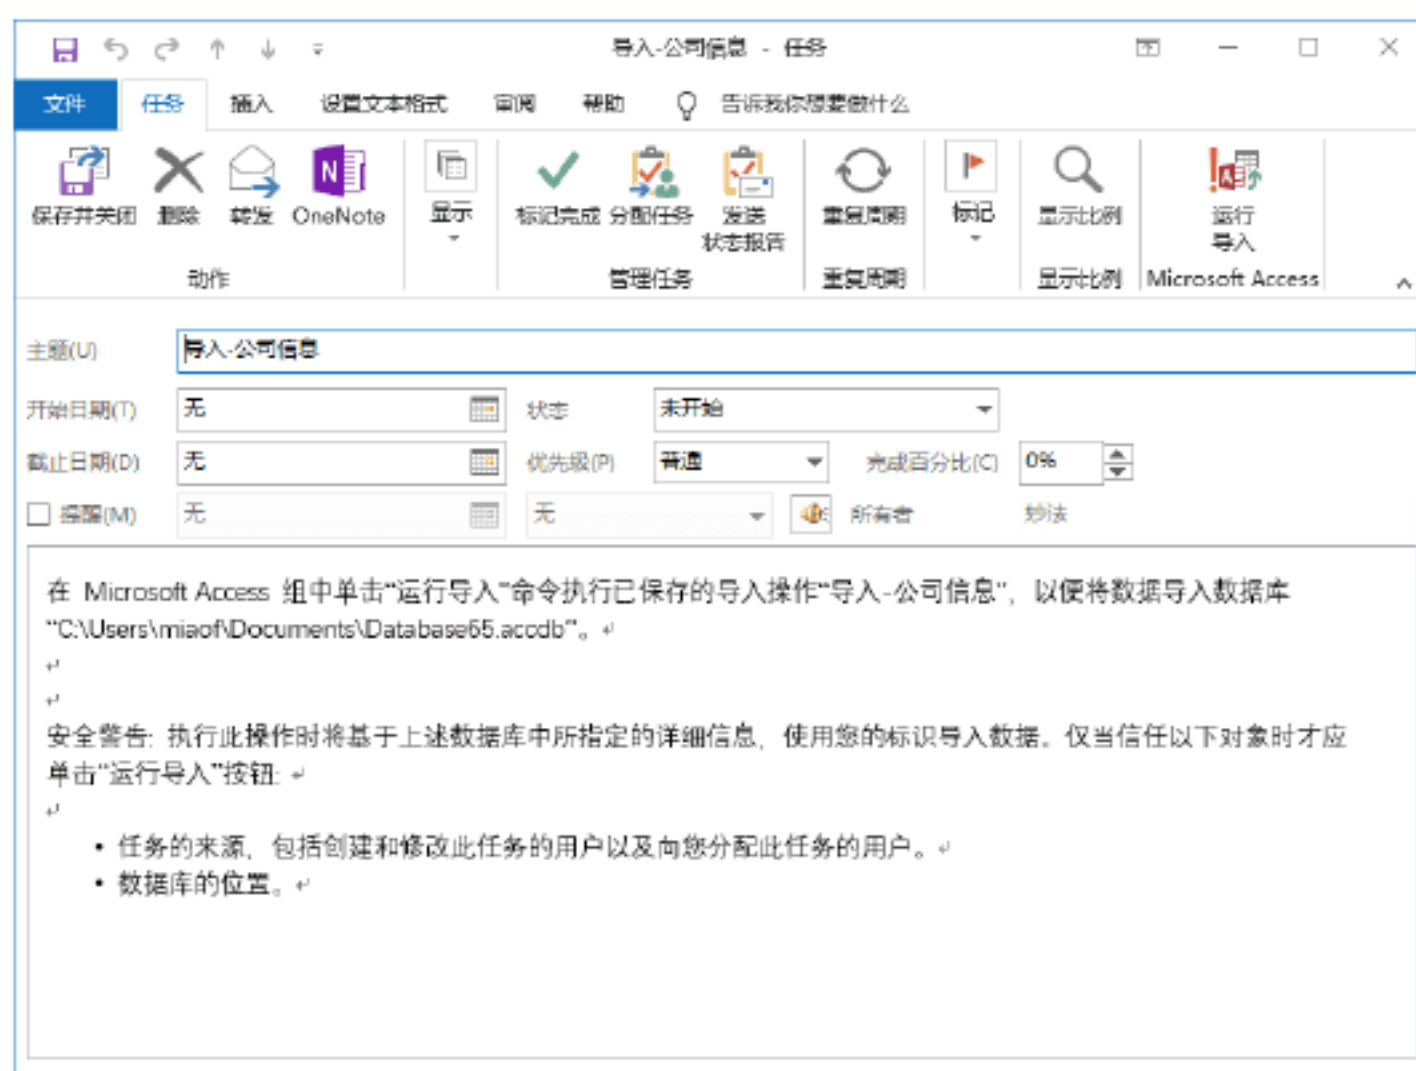 导入-公司信息 - 任务
文件 任务 插入 设置文本格式 审阅 帮助 告诉我你想要做什么
保存并关闭 删除 转发 OneNote 显示 标记完成 分配任务 发送 重复周期 标记 显示比例 运行
状态报告 导入
动作 管理任务 重复周期 显示比例 Microsoft Access
主题(U) 导入-公司信息
开始日期(T) 无 状态 未开始
截止日期(D) 无 优先级(P) 普通 完成百分比(C) 0%
提醒(M) 无 无 所有者 妙法
在 Microsoft Access 组中单击“运行导入”命令执行已保存的导入操作“导入-公司信息”，以便将数据导入数据库
“C:\Users\miaof\Documents\Database65.accdb”。
安全警告: 执行此操作时将基于上述数据库中所指定的详细信息，使用您的标识导入数据。仅当信任以下对象时才应
单击“运行导入”按钮:
• 任务的来源，包括创建和修改此任务的用户以及向您分配此任务的用户。
• 数据库的位置。